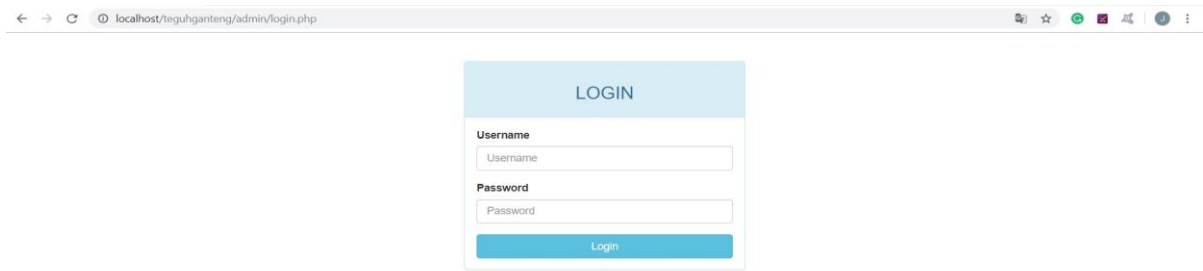 localhost/teguhganteng/admin/login.php
LOGIN
Username
Username
Password
Password
Login